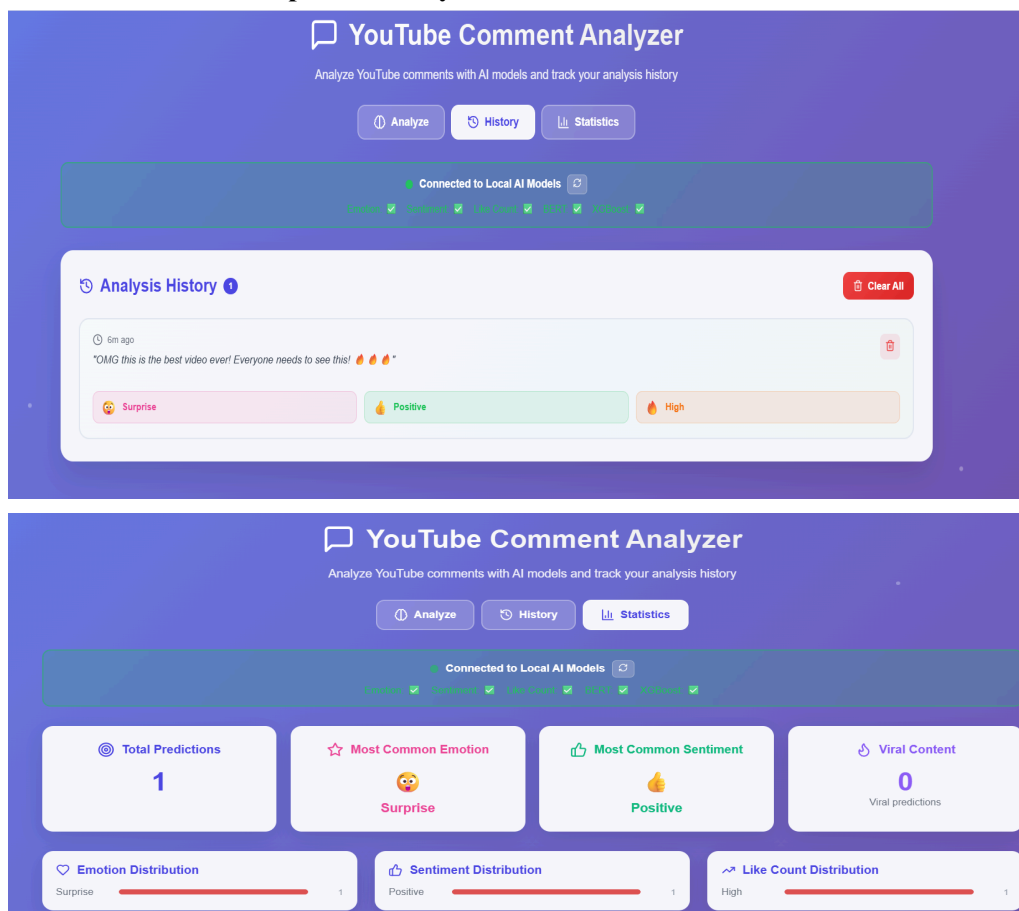 YouTube Comment Analyzer
Analyze YouTube comments with AI models and track your analysis history
Analyze History Statistics
Connected to Local AI Models
Emotion: ✅ Sentiment: ✅ Like Count: ✅ BERT: ✅ XGBoost: ✅
Analysis History 1 Clear All
6m ago
"OMG this is the best video ever! Everyone needs to see this! 🔥 🔥 🔥"
Surprise Positive High
YouTube Comment Analyzer
Analyze YouTube comments with AI models and track your analysis history
Analyze History Statistics
Connected to Local AI Models
Emotion: ✅ Sentiment: ✅ Like Count: ✅ BERT: ✅ XGBoost: ✅
Total Predictions Most Common Emotion Most Common Sentiment Viral Content
1 0
Viral predictions
Surprise Positive
Emotion Distribution Sentiment Distribution Like Count Distribution
Surprise 1 Positive 1 High 1